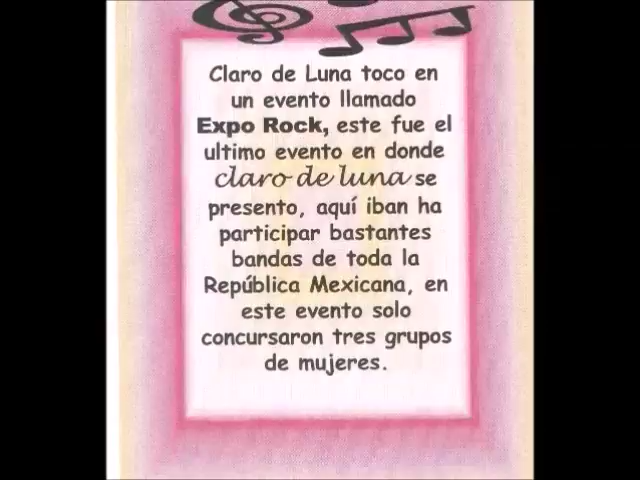 Claro de Luna toco en
un evento llamado
Expo Rock, este fue el
ultimo evento en donde
claro de luna se
presento, aquí iban ha
participar bastantes
bandas de toda la
República Mexicana, en
este evento solo
concursaron tres grupos
de mujeres.